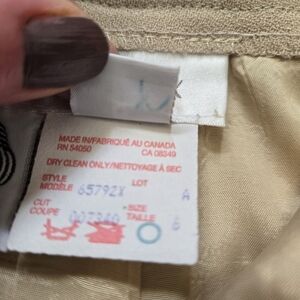 X
MADE IN/FABRIQUÉ AU CANADA
RN 54050 CA 08349
DRY CLEAN ONLY/NETTOYAGE À SEC
STYLE LOT
MODÈLE 65792X A
CUT SIZE
COUPE 007340 TAILLE 6